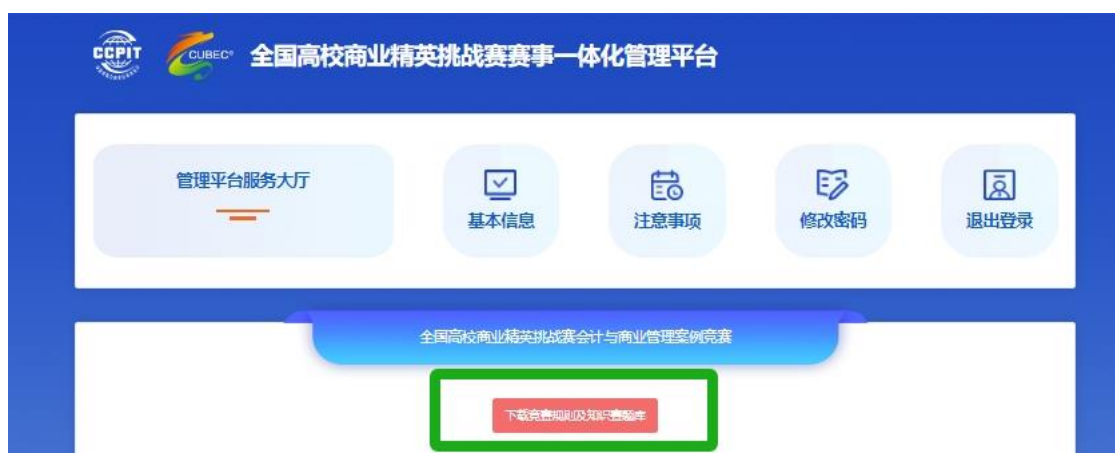 CCPIT
CUBEC®
全国高校商业精英挑战赛赛事一体化管理平台
管理平台服务大厅
基本信息
注意事项
修改密码
退出登录
全国高校商业精英挑战赛会计与商业管理案例竞赛
下载竞赛规则及知识赛题库